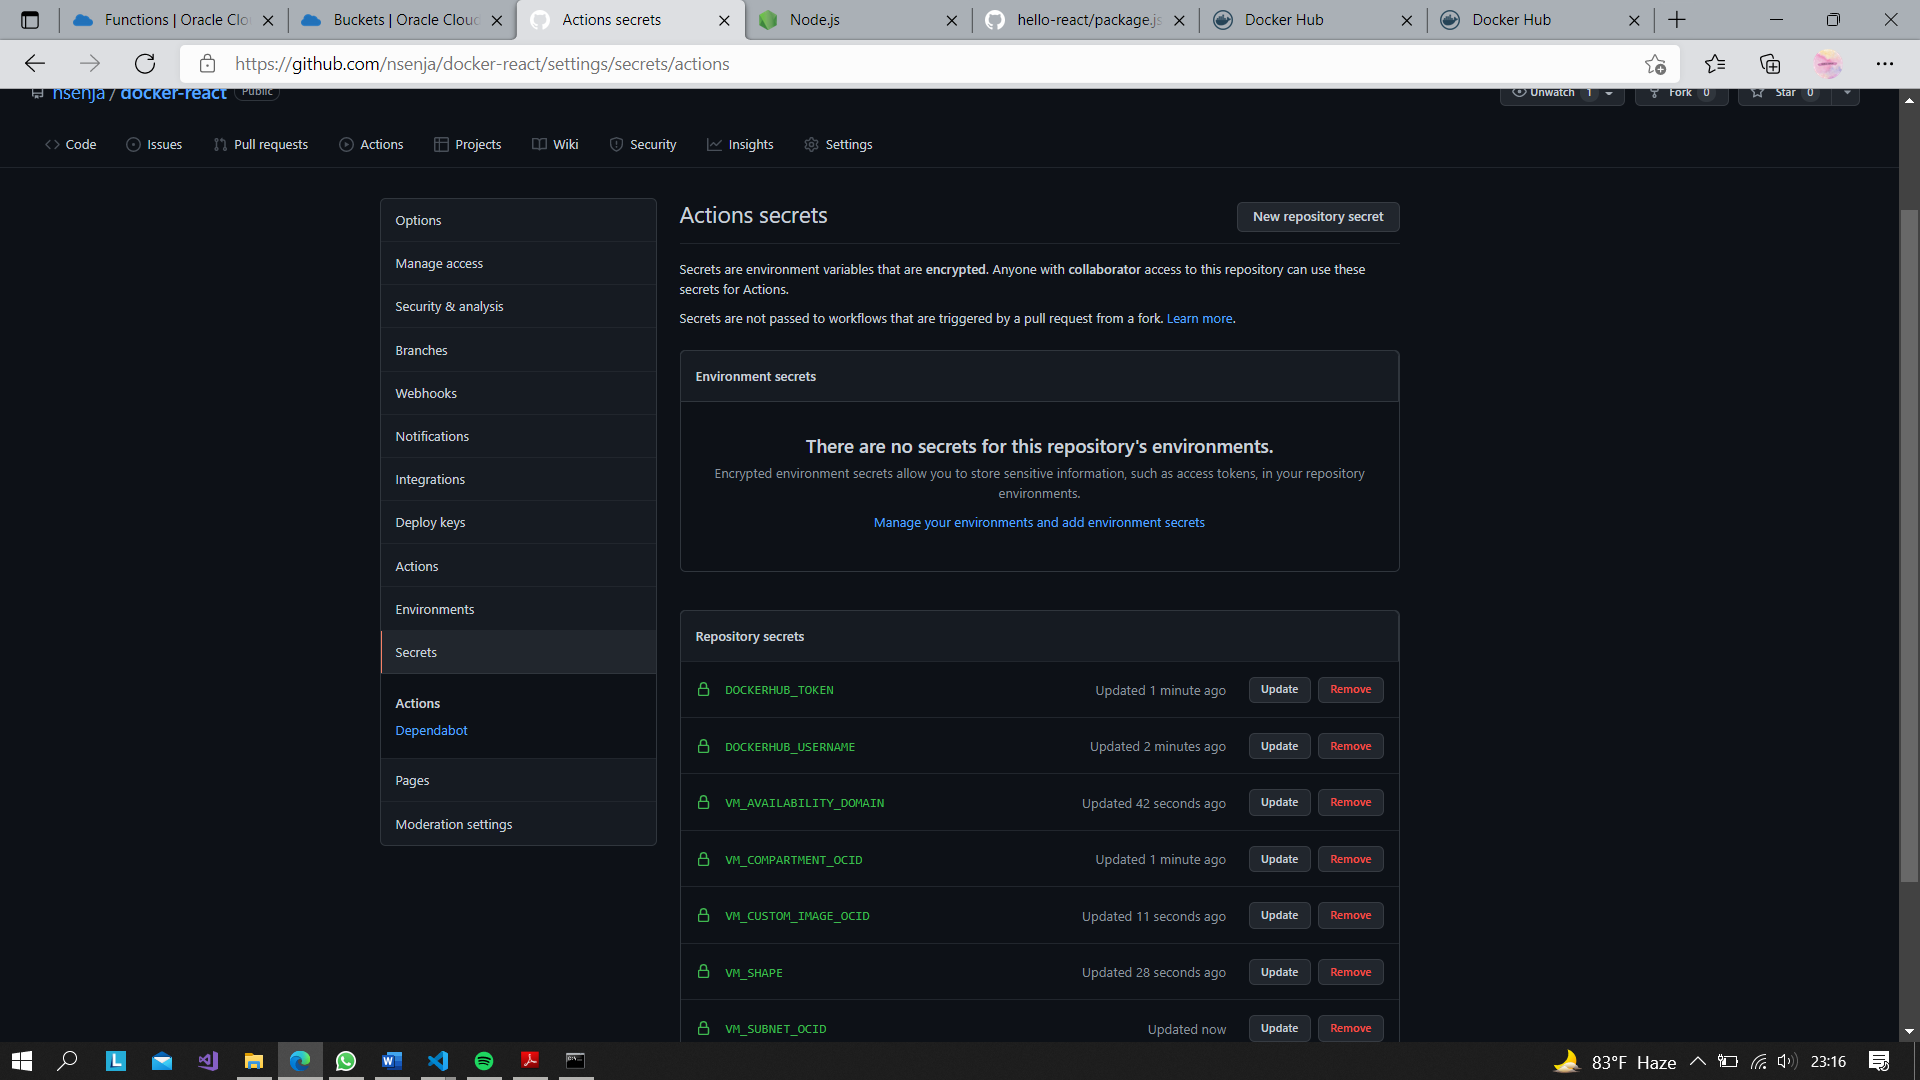 Functions | Oracle Clo
Buckets | Oracle Cloud
Actions secrets
Node.js
hello-react/package.js
Docker Hub
Docker Hub
https://github.com/nsenja/docker-react/settings/secrets/actions
nsenja / docker-react Public
Unwatch 1
Fork 0
Star 0
Code
Issues
Pull requests
Actions
Projects
Wiki
Security
Insights
Settings
Options
Manage access
Security & analysis
Branches
Webhooks
Notifications
Integrations
Deploy keys
Actions
Environments
Secrets
Actions
Dependabot
Pages
Moderation settings
Actions secrets
New repository secret
Secrets are environment variables that are encrypted. Anyone with collaborator access to this repository can use these
secrets for Actions.
Secrets are not passed to workflows that are triggered by a pull request from a fork. Learn more.
Environment secrets
There are no secrets for this repository's environments.
Encrypted environment secrets allow you to store sensitive information, such as access tokens, in your repository
environments.
Manage your environments and add environment secrets
Repository secrets
DOCKERHUB_TOKEN Updated 1 minute ago Update Remove
DOCKERHUB_USERNAME Updated 2 minutes ago Update Remove
VM_AVAILABILITY_DOMAIN Updated 42 seconds ago Update Remove
VM_COMPARTMENT_OCID Updated 1 minute ago Update Remove
VM_CUSTOM_IMAGE_OCID Updated 11 seconds ago Update Remove
VM_SHAPE Updated 28 seconds ago Update Remove
VM_SUBNET_OCID Updated now Update Remove
83°F Haze
23:16